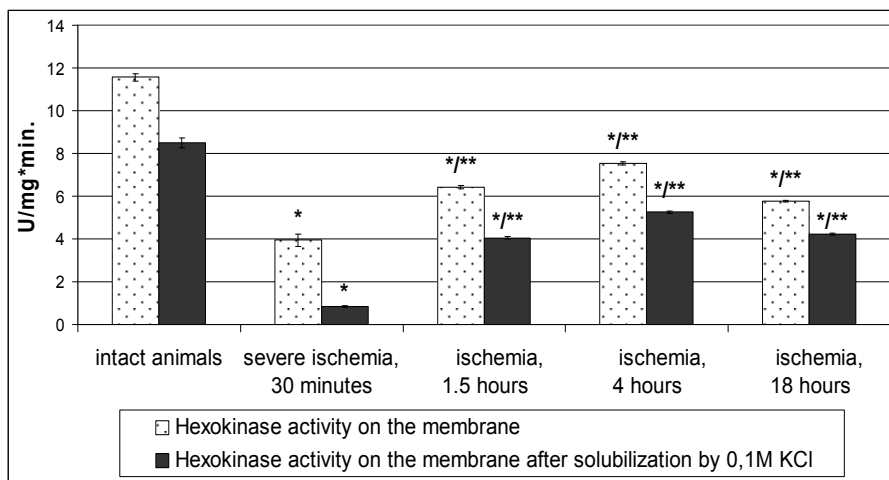 U/mg*min.
14
12
10
8
6
4
2
0
*
*
*/**
*/**
*/**
*/**
*/**
*/**
intact animals
severe ischemia,
30 minutes
ischemia,
1.5 hours
ischemia,
4 hours
ischemia,
18 hours
Hexokinase activity on the membrane
Hexokinase activity on the membrane after solubilization by 0,1M KCl